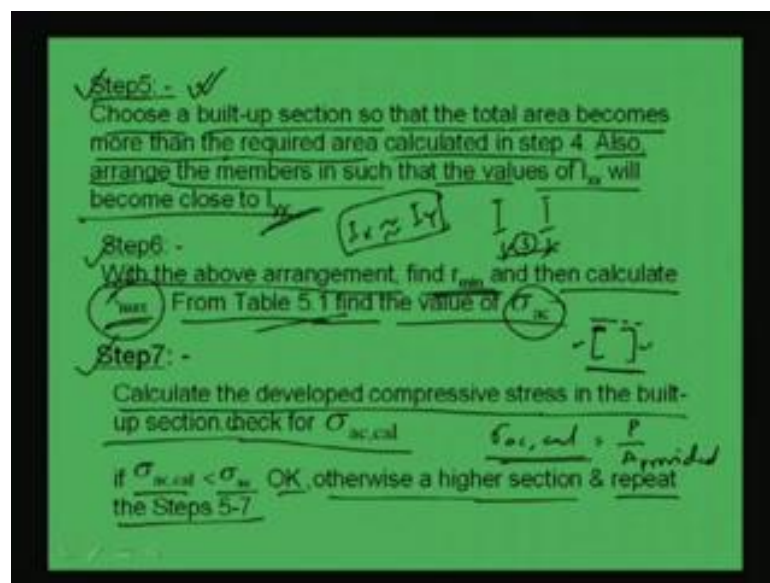 Step5: -
Choose a built-up section so that the total area becomes
more than the required area calculated in step 4. Also,
arrange the members in such that the values of Ixx will
become close to Iyy
Ix ≈ Iy
I I
S
Step6: -
With the above arrangement, find rmin and then calculate
max From Table 5.1 find the value of σac
[ ]
Step7: -
Calculate the developed compressive stress in the built-
up section.check for σac,cal
σac,cal = P / Aprovided
if σac,cal < σac OK ,otherwise a higher section & repeat
the Steps 5-7